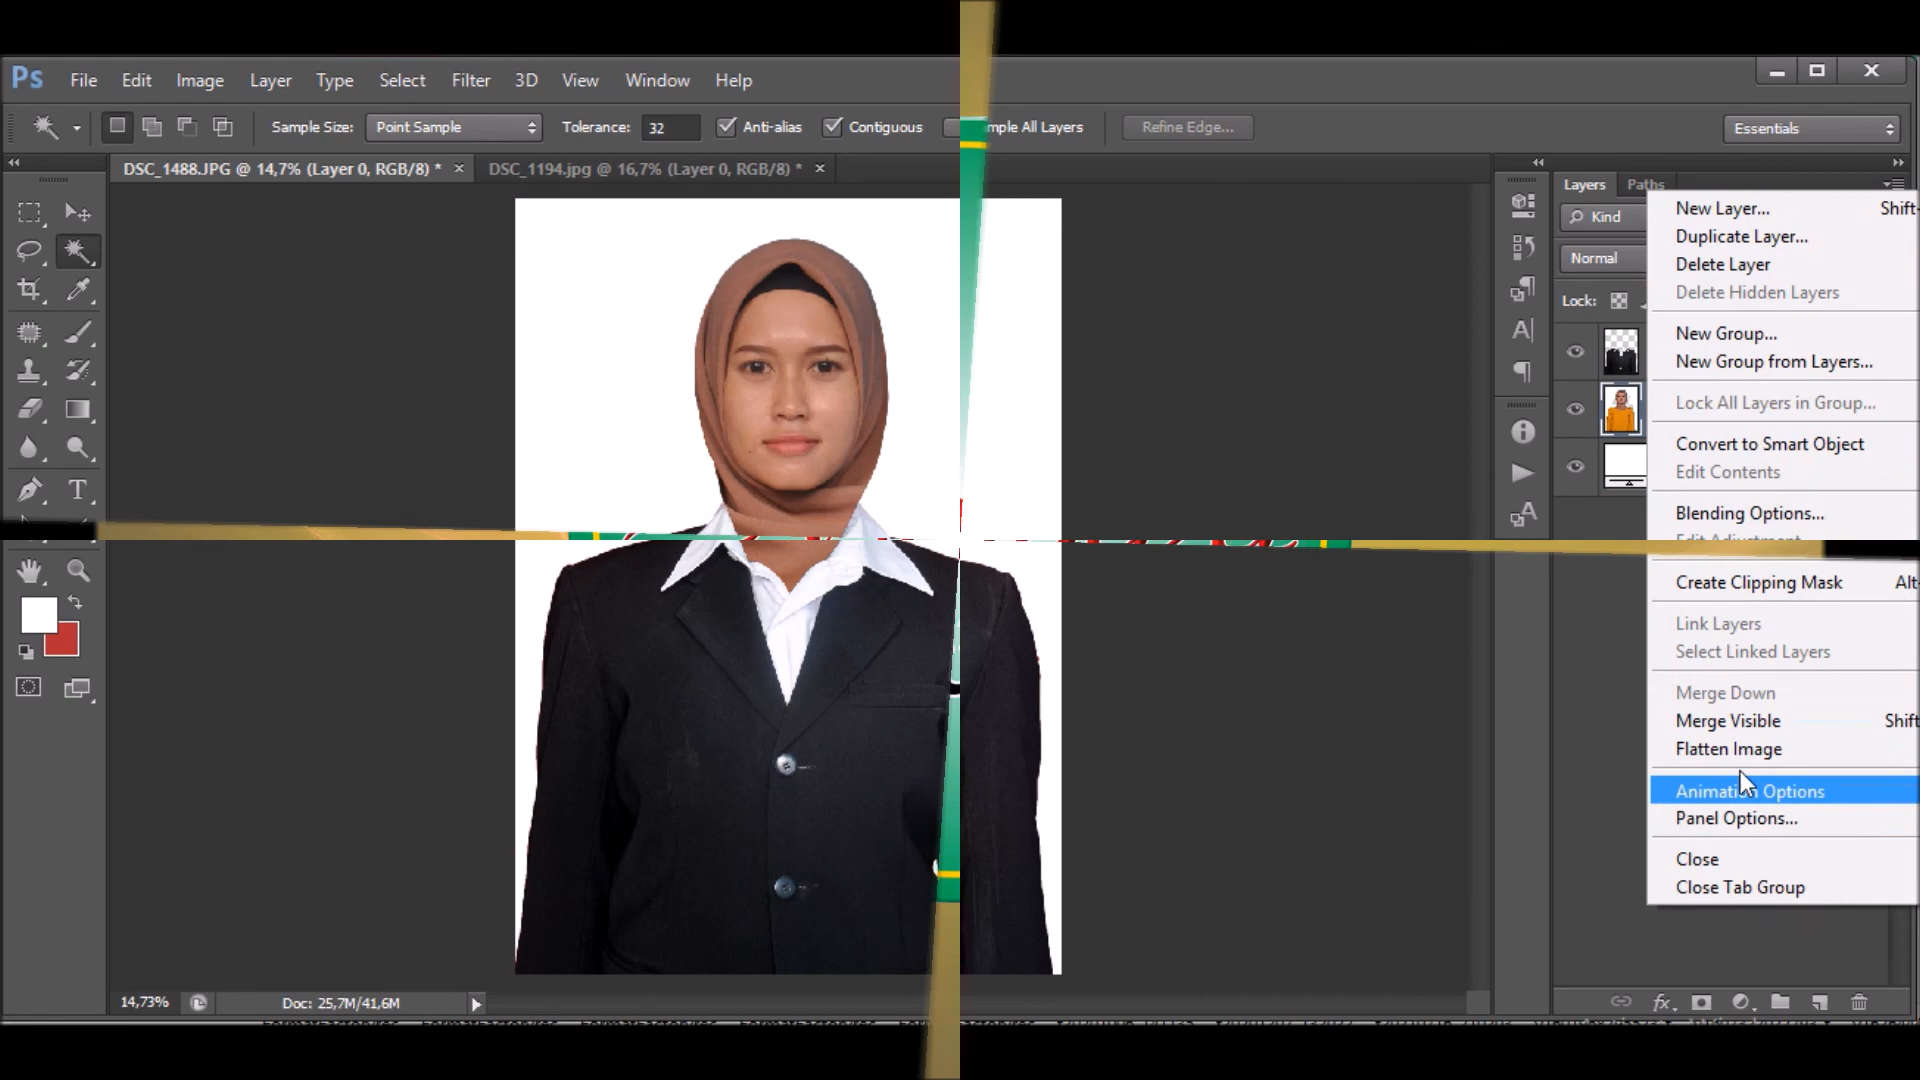 Ps File Edit Image Layer Type Select Filter 3D View Window Help
Sample Size: Point Sample Tolerance: 32 Anti-alias Contiguous All Layers Refine Edge... Essentials
DSC_1488.JPG @ 14,7% (Layer 0, RGB/8) * × DSC_1194.jpg @ 16,7% (Layer 0, RGB/8) * ×
Layers Paths
Kind
Normal
Lock:
New Layer... Shift
Duplicate Layer...
Delete Layer
Delete Hidden Layers
New Group...
New Group from Layers...
Lock All Layers in Group...
Convert to Smart Object
Edit Contents
Blending Options...
Edit Adjustment
Create Clipping Mask Alt
Link Layers
Select Linked Layers
Merge Down
Merge Visible Shift
Flatten Image
Animation Options
Panel Options...
Close
Close Tab Group
14,73% Doc: 25,7M/41,6M